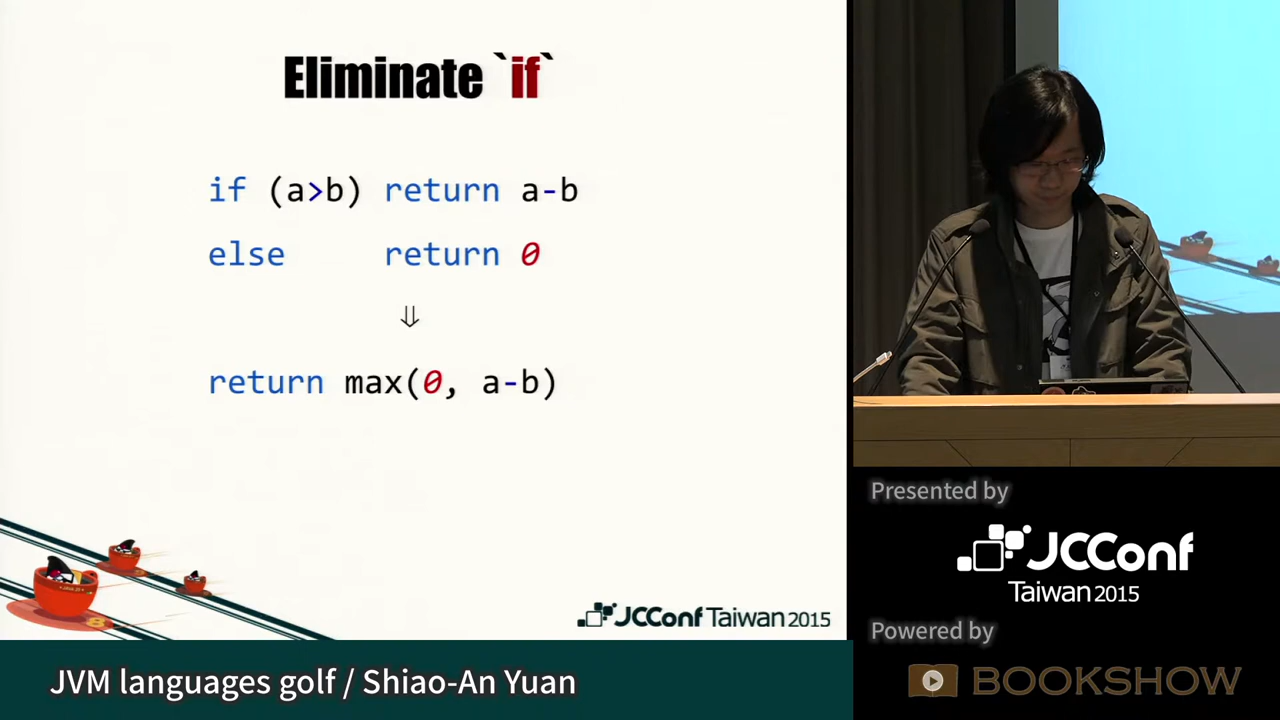 Eliminate `if`
if (a>b) return a-b
else return 0
⇓
return max(0, a-b)
JCConf Taiwan 2015
JVM languages golf / Shiao-An Yuan
Presented by
JCConf
Taiwan 2015
Powered by
BOOKSHOW